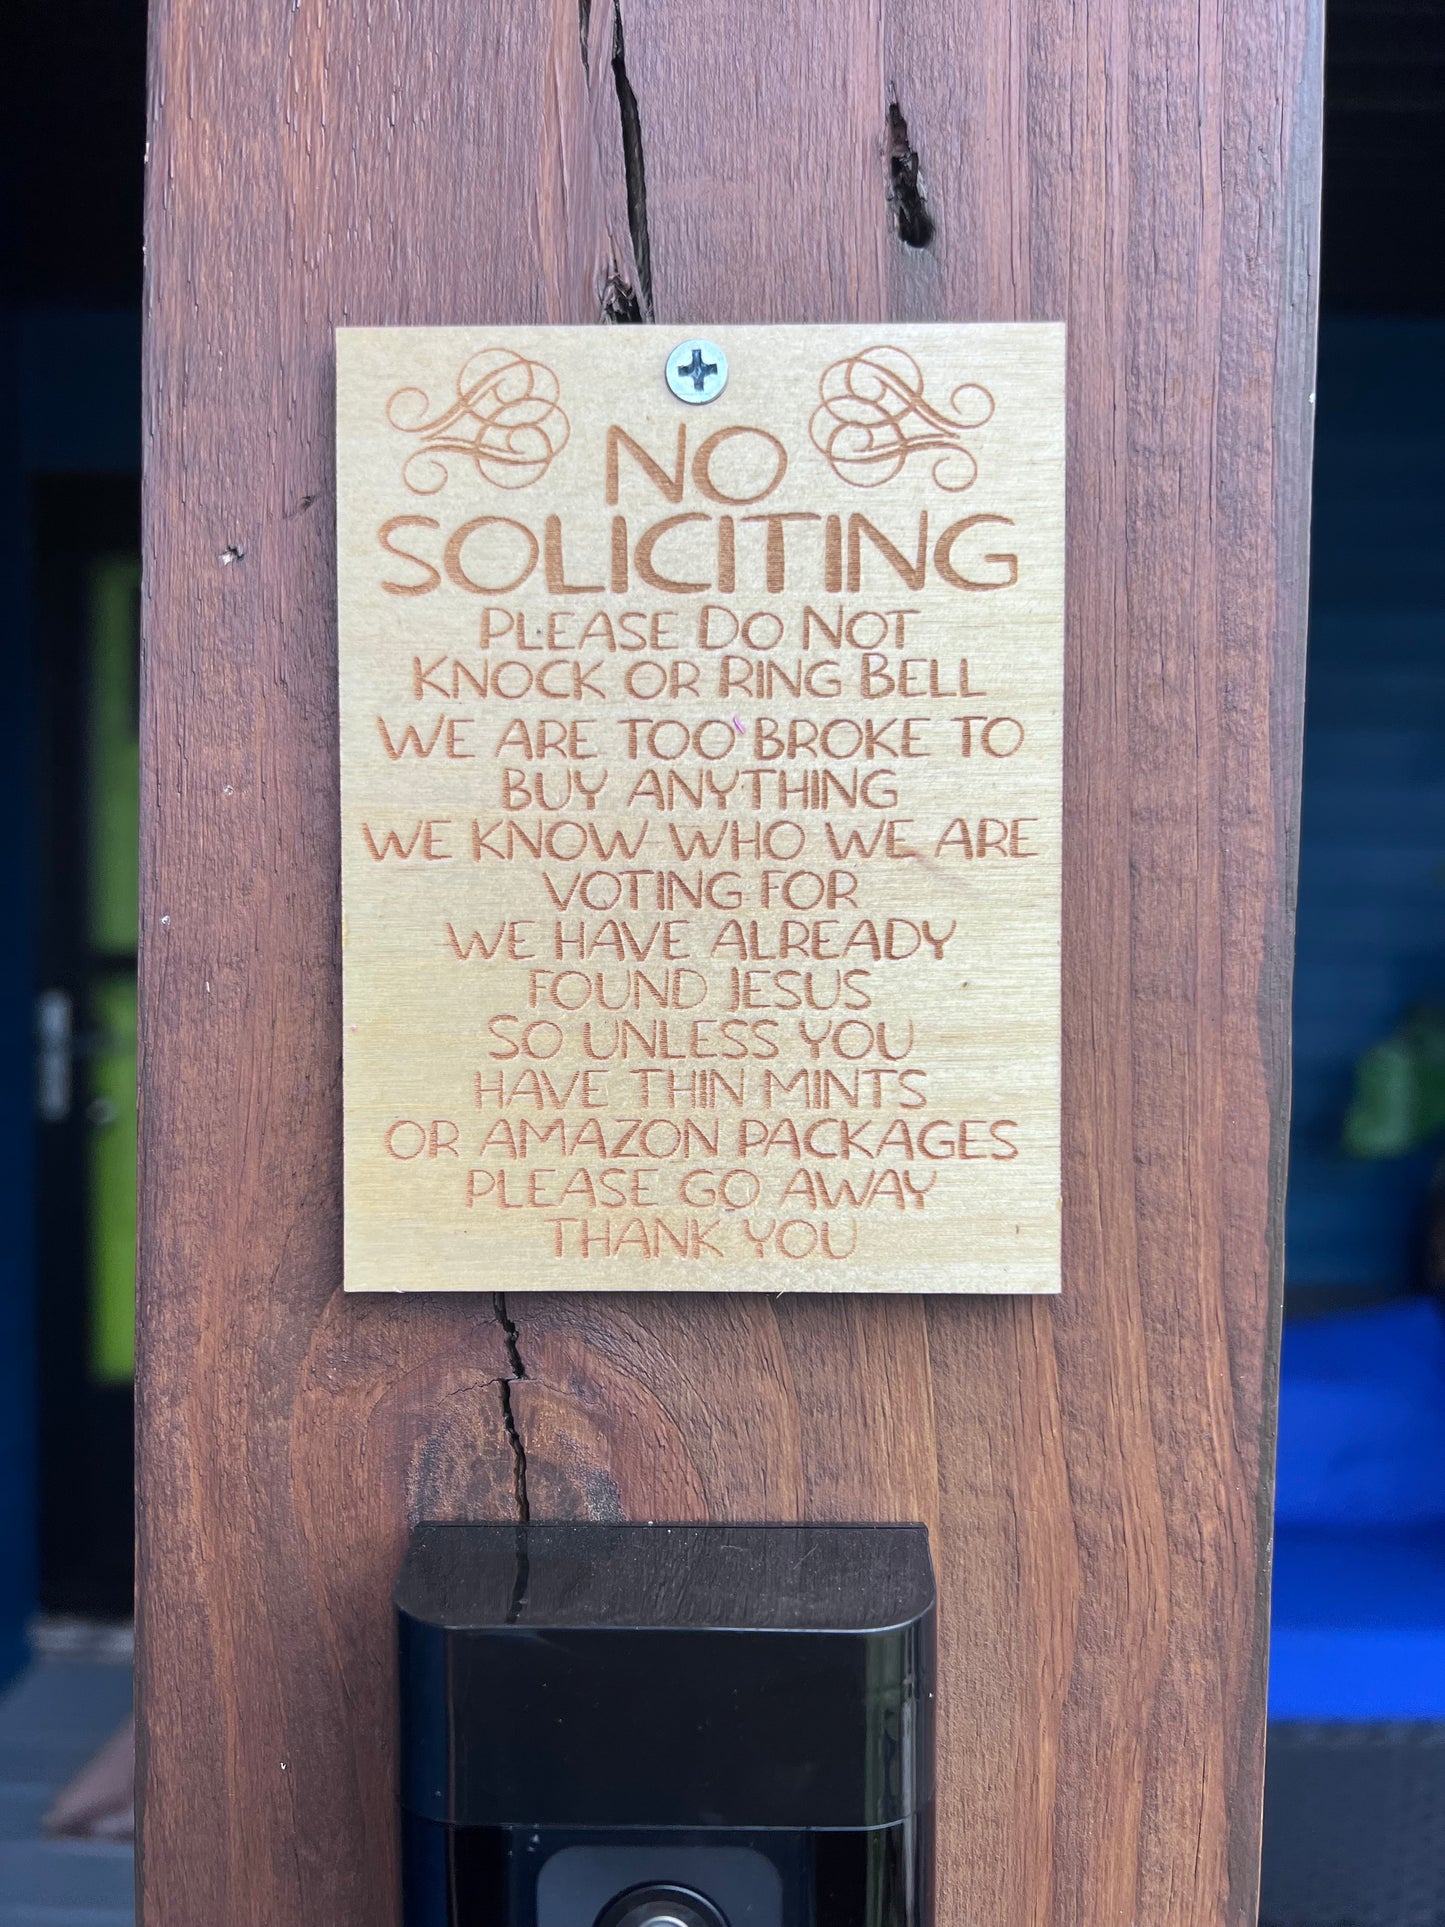 NO
SOLICITING
PLEASE DO NOT
KNOCK OR RING BELL
WE ARE TOO BROKE TO
BUY ANYTHING
WE KNOW WHO WE ARE
VOTING FOR
WE HAVE ALREADY
FOUND JESUS
SO UNLESS YOU
HAVE THIN MINTS
OR AMAZON PACKAGES
PLEASE GO AWAY
THANK YOU